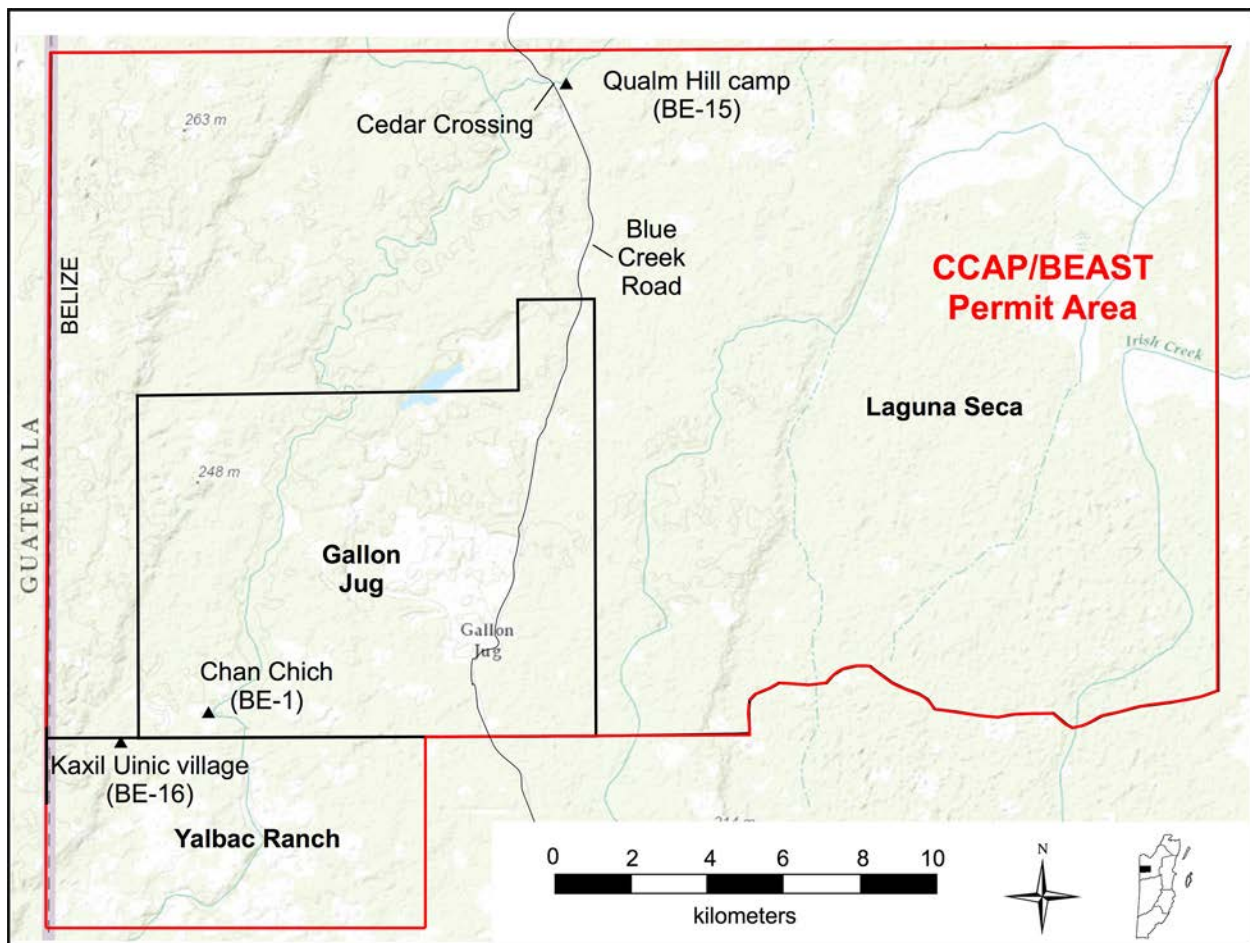 Qualm Hill camp
(BE-15)
Cedar Crossing
263 m
Blue
Creek
Road
BELIZE
CCAP/BEAST
Permit Area
Irish Creek
Laguna Seca
GUATEMALA
248 m
Gallon
Jug
Gallon
Jug
Chan Chich
(BE-1)
Kaxil Uinic village
(BE-16)
Yalbac Ranch
0 2 4 6 8 10
kilometers
N